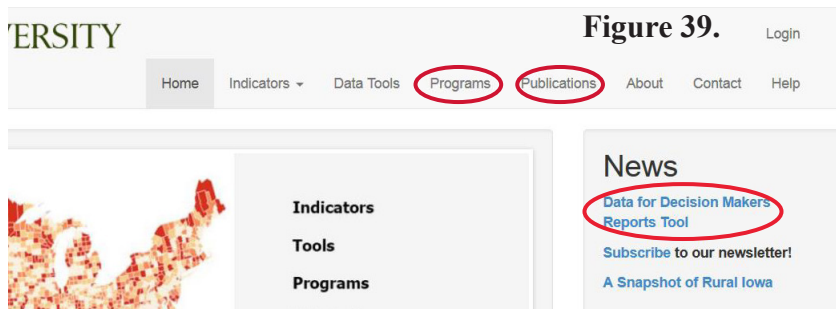 ERSITY
Figure 39.
Login
Home Indicators Data Tools Programs Publications About Contact Help
News
Data for Decision Makers
Reports Tool
Subscribe to our newsletter!
A Snapshot of Rural Iowa
Indicators
Tools
Programs